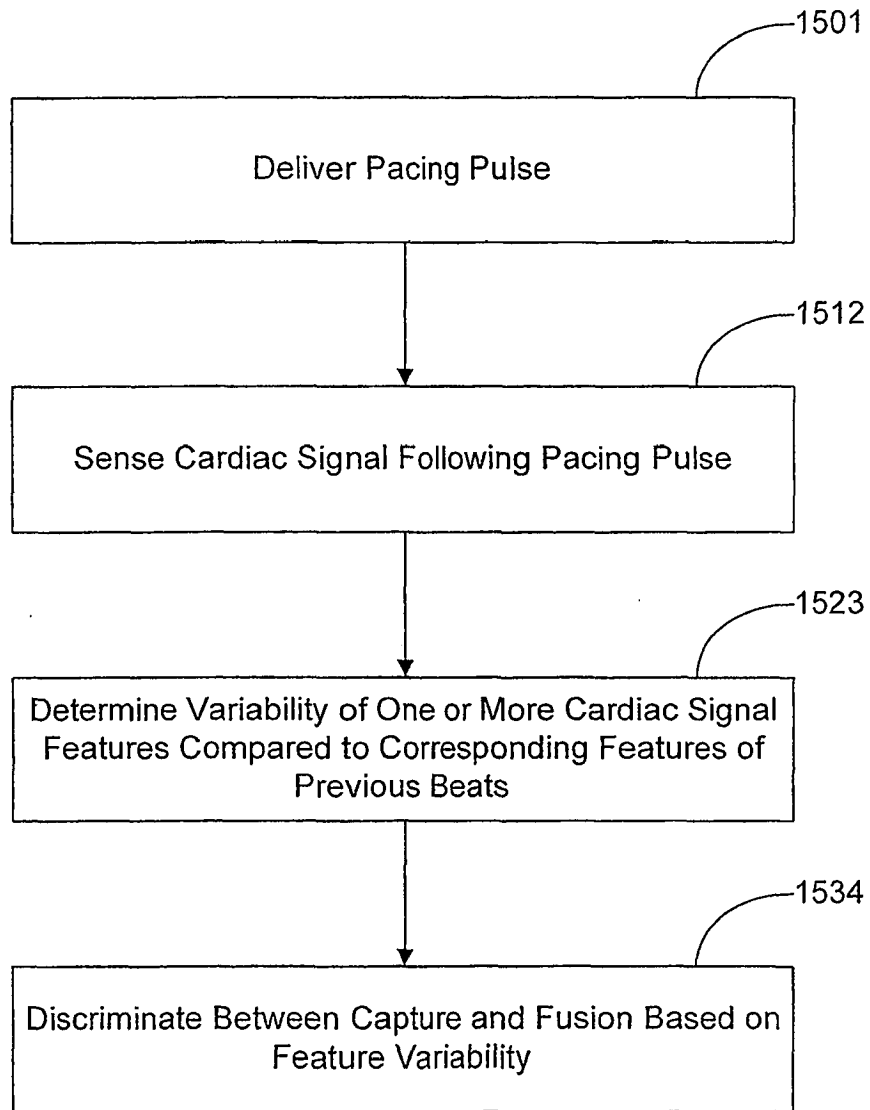 1501
Deliver Pacing Pulse
1512
Sense Cardiac Signal Following Pacing Pulse
1523
Determine Variability of One or More Cardiac Signal
Features Compared to Corresponding Features of
Previous Beats
1534
Discriminate Between Capture and Fusion Based on
Feature Variability